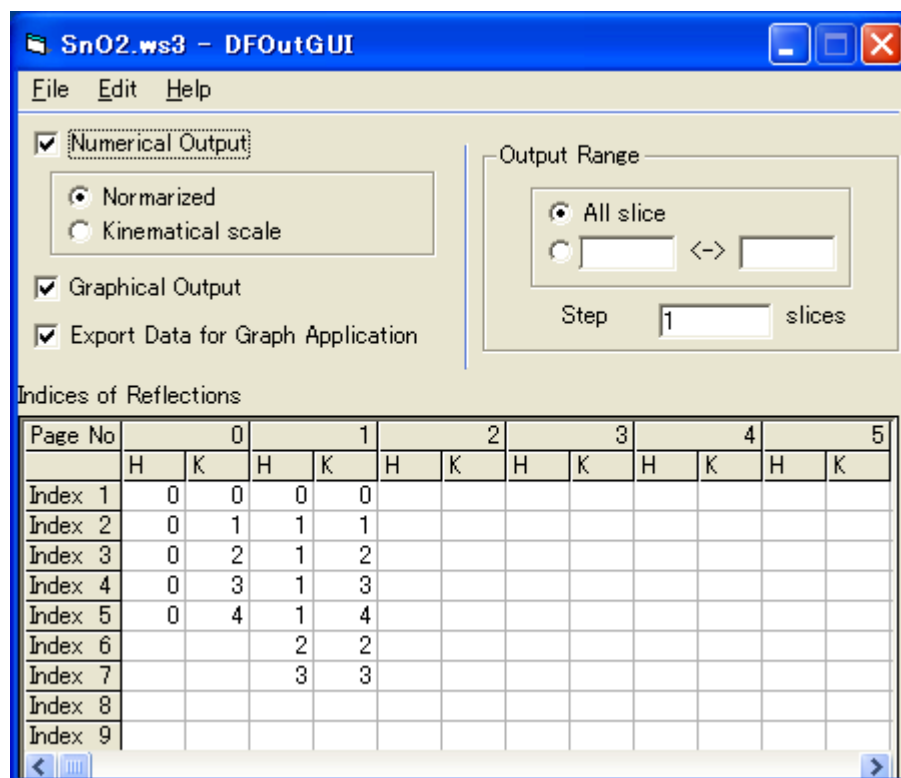 SnO2.ws3 - DFOutGUI
File Edit Help
Numerical Output
Normarized
Kinematical scale
Graphical Output
Export Data for Graph Application
Output Range
All slice
<->
Step 1 slices
Indices of Reflections
Page No 0 1 2 3 4 5
H K H K H K H K H K H K
Index 1 0 0 0 0
Index 2 0 1 1 1
Index 3 0 2 1 2
Index 4 0 3 1 3
Index 5 0 4 1 4
Index 6 2 2
Index 7 3 3
Index 8
Index 9